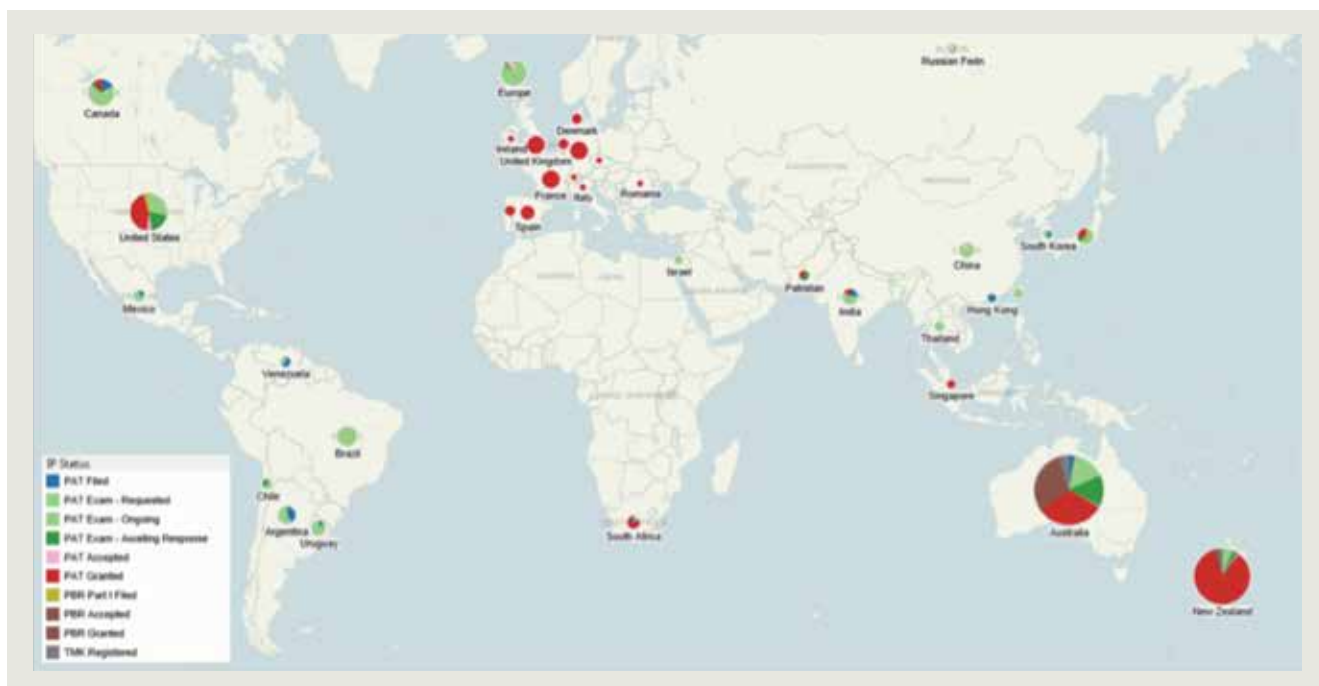 Russian Fedn
Canada
Europe
Denmark
Ireland
United Kingdom
France
Italy
Romania
Spain
United States
South Korea
China
Israel
Pakistan
India
Mexico
Hong Kong
Thailand
Venezuela
Singapore
Brazil
Chile
Argentina
Uruguay
South Africa
Australia
New Zealand
IP Status
PAT Filed
PAT Exam - Requested
PAT Exam - Ongoing
PAT Exam - Awaiting Response
PAT Accepted
PAT Granted
PBR Part I Filed
PBR Accepted
PBR Granted
TMK Registered